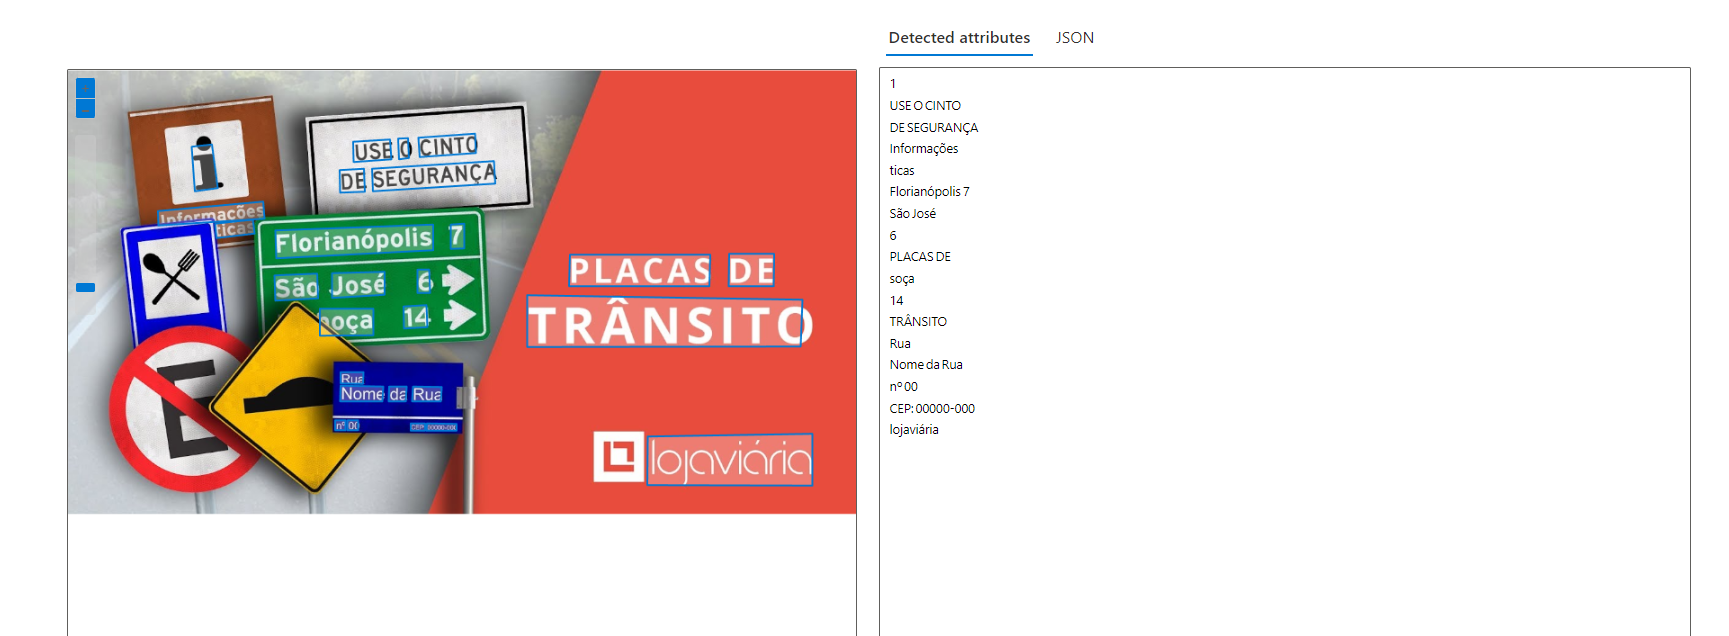 Detected attributes JSON
i
USE O CINTO
DE SEGURANÇA
Informações
ticas
Florianópolis 7
São José 6
oça 14
PLACAS DE
TRÂNSITO
E
Rua
Nome da Rua
nº 00
CEP: 00000-000
lojaviária
1
USE O CINTO
DE SEGURANÇA
Informações
ticas
Florianópolis 7
São José
6
PLACAS DE
soça
14
TRÂNSITO
Rua
Nome da Rua
nº 00
CEP: 00000-000
lojaviária